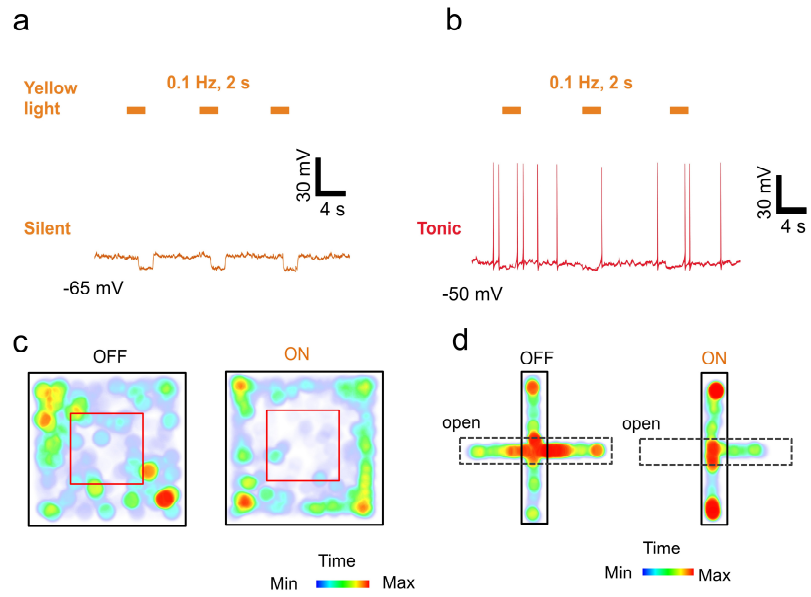 a
Yellow light
0.1 Hz, 2 s
30 mV
4 s
Silent
-65 mV
b
0.1 Hz, 2 s
30 mV
4 s
Tonic
-50 mV
c
OFF
ON
Time
Min
Max
d
OFF
ON
open
open
Time
Min
Max